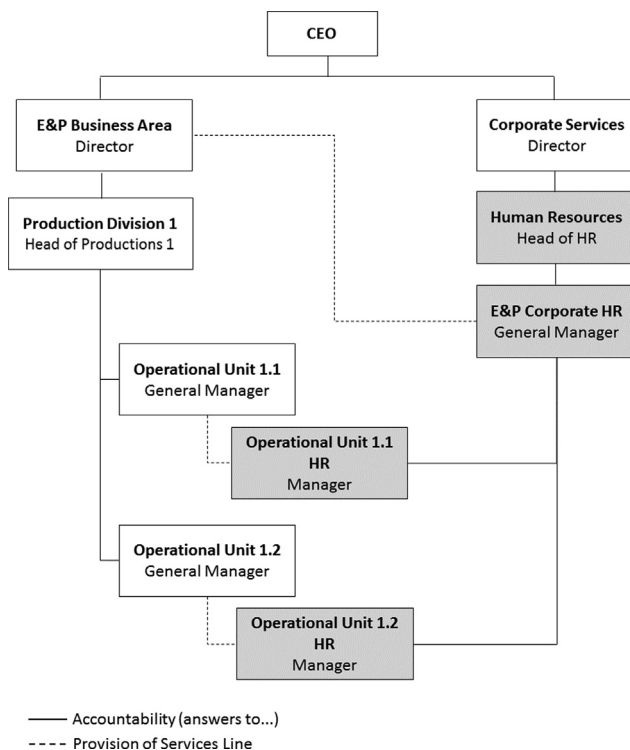 CEO
E&P Business Area
Director
Corporate Services
Director
Production Division 1
Head of Productions 1
Human Resources
Head of HR
E&P Corporate HR
General Manager
Operational Unit 1.1
General Manager
Operational Unit 1.1
HR
Manager
Operational Unit 1.2
General Manager
Operational Unit 1.2
HR
Manager
Accountability (answers to...)
Provision of Services Line